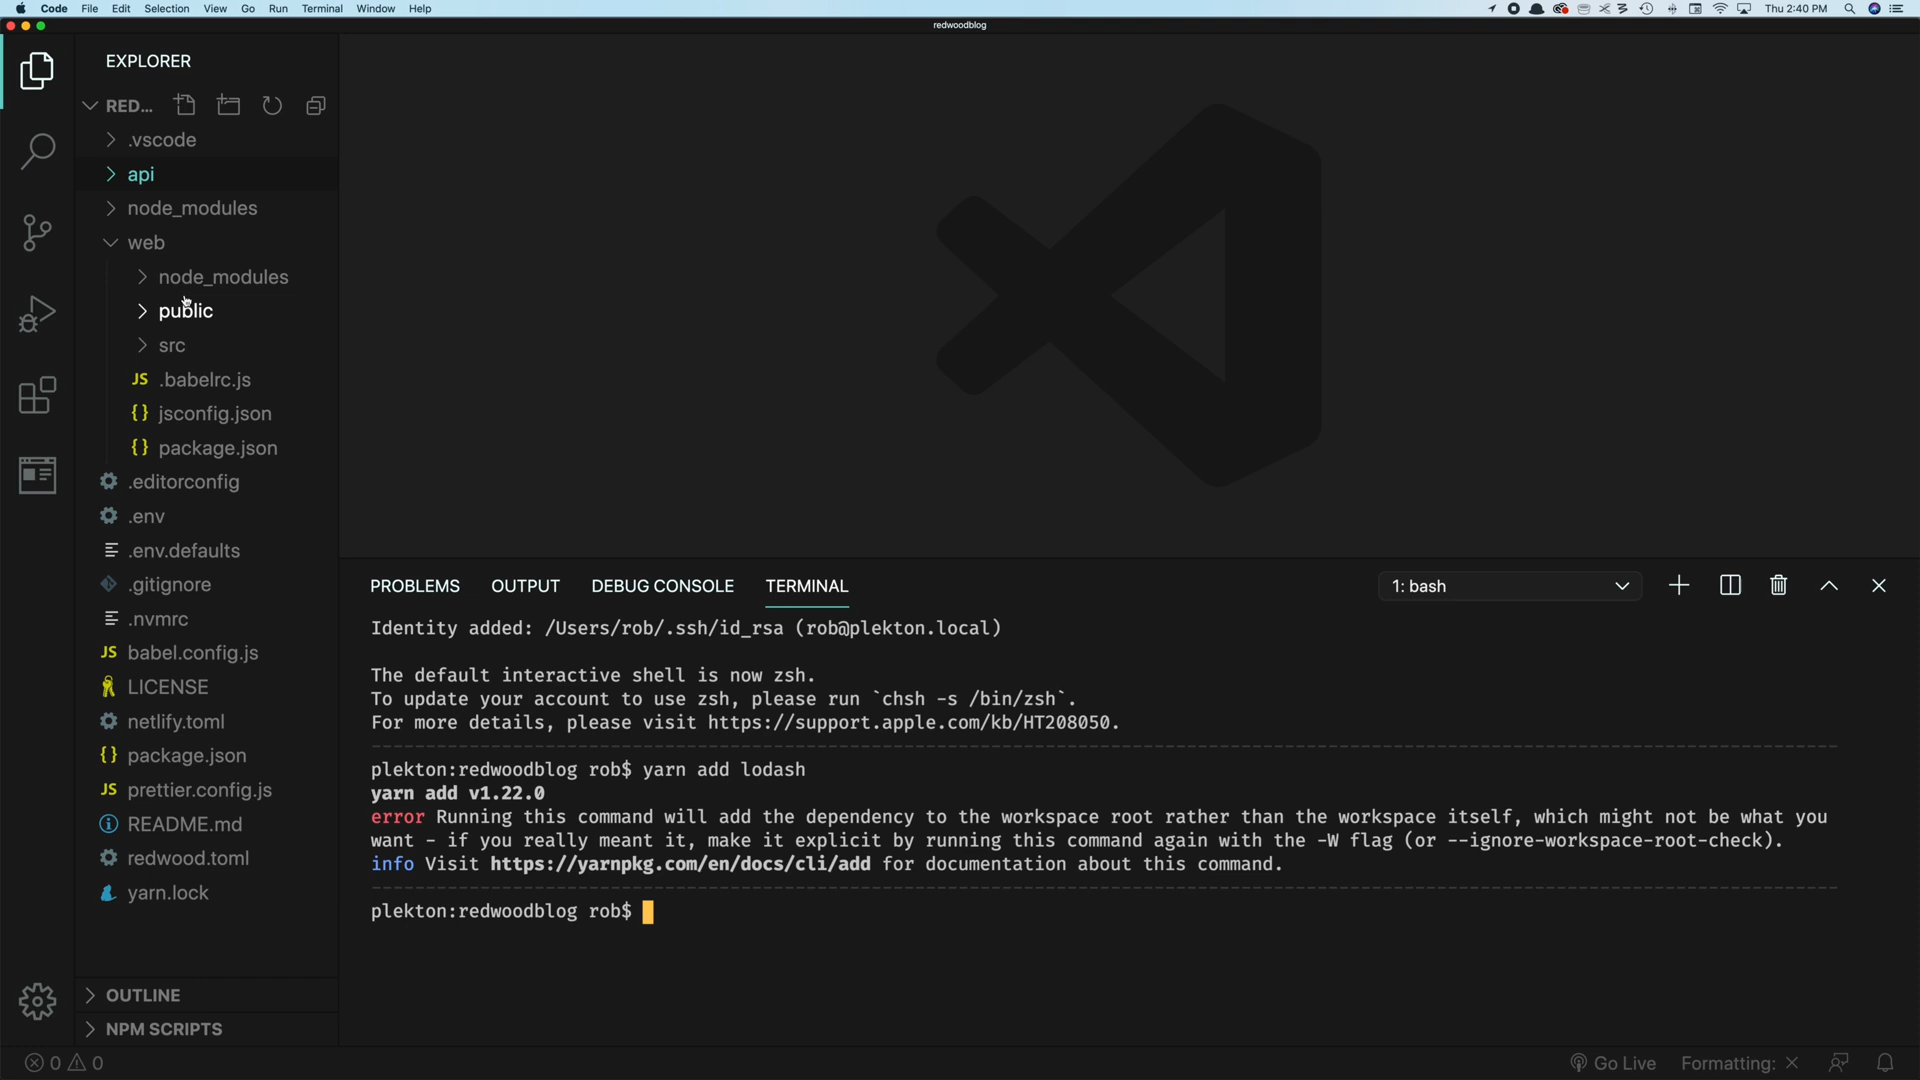 Code File Edit Selection View Go Run Terminal Window Help Thu 2:40 PM
redwoodblog
EXPLORER
RED...
.vscode
api
node_modules
web
node_modules
public
src
JS .babelrc.js
{} jsconfig.json
{} package.json
.editorconfig
.env
.env.defaults
.gitignore
.nvmrc
JS babel.config.js
LICENSE
netlify.toml
{} package.json
JS prettier.config.js
README.md
redwood.toml
yarn.lock
OUTLINE
NPM SCRIPTS
PROBLEMS OUTPUT DEBUG CONSOLE TERMINAL 1: bash
Identity added: /Users/rob/.ssh/id_rsa (rob@plekton.local)
The default interactive shell is now zsh.
To update your account to use zsh, please run `chsh -s /bin/zsh`.
For more details, please visit https://support.apple.com/kb/HT208050.
plekton:redwoodblog rob$ yarn add lodash
yarn add v1.22.0
error Running this command will add the dependency to the workspace root rather than the workspace itself, which might not be what you
want - if you really meant it, make it explicit by running this command again with the -W flag (or --ignore-workspace-root-check).
info Visit https://yarnpkg.com/en/docs/cli/add for documentation about this command.
plekton:redwoodblog rob$
0 0 Go Live Formatting: ×